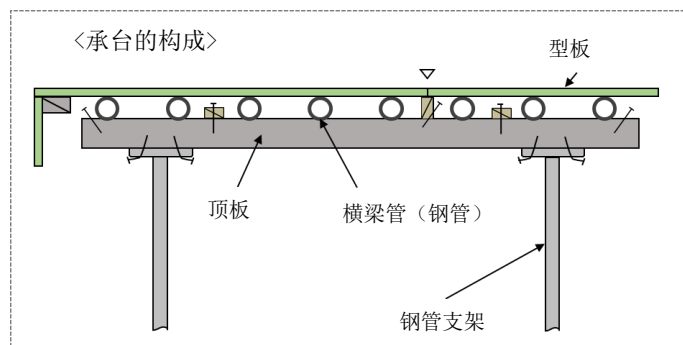 <承台的构成>
型板
顶板
横梁管（钢管）
钢管支架